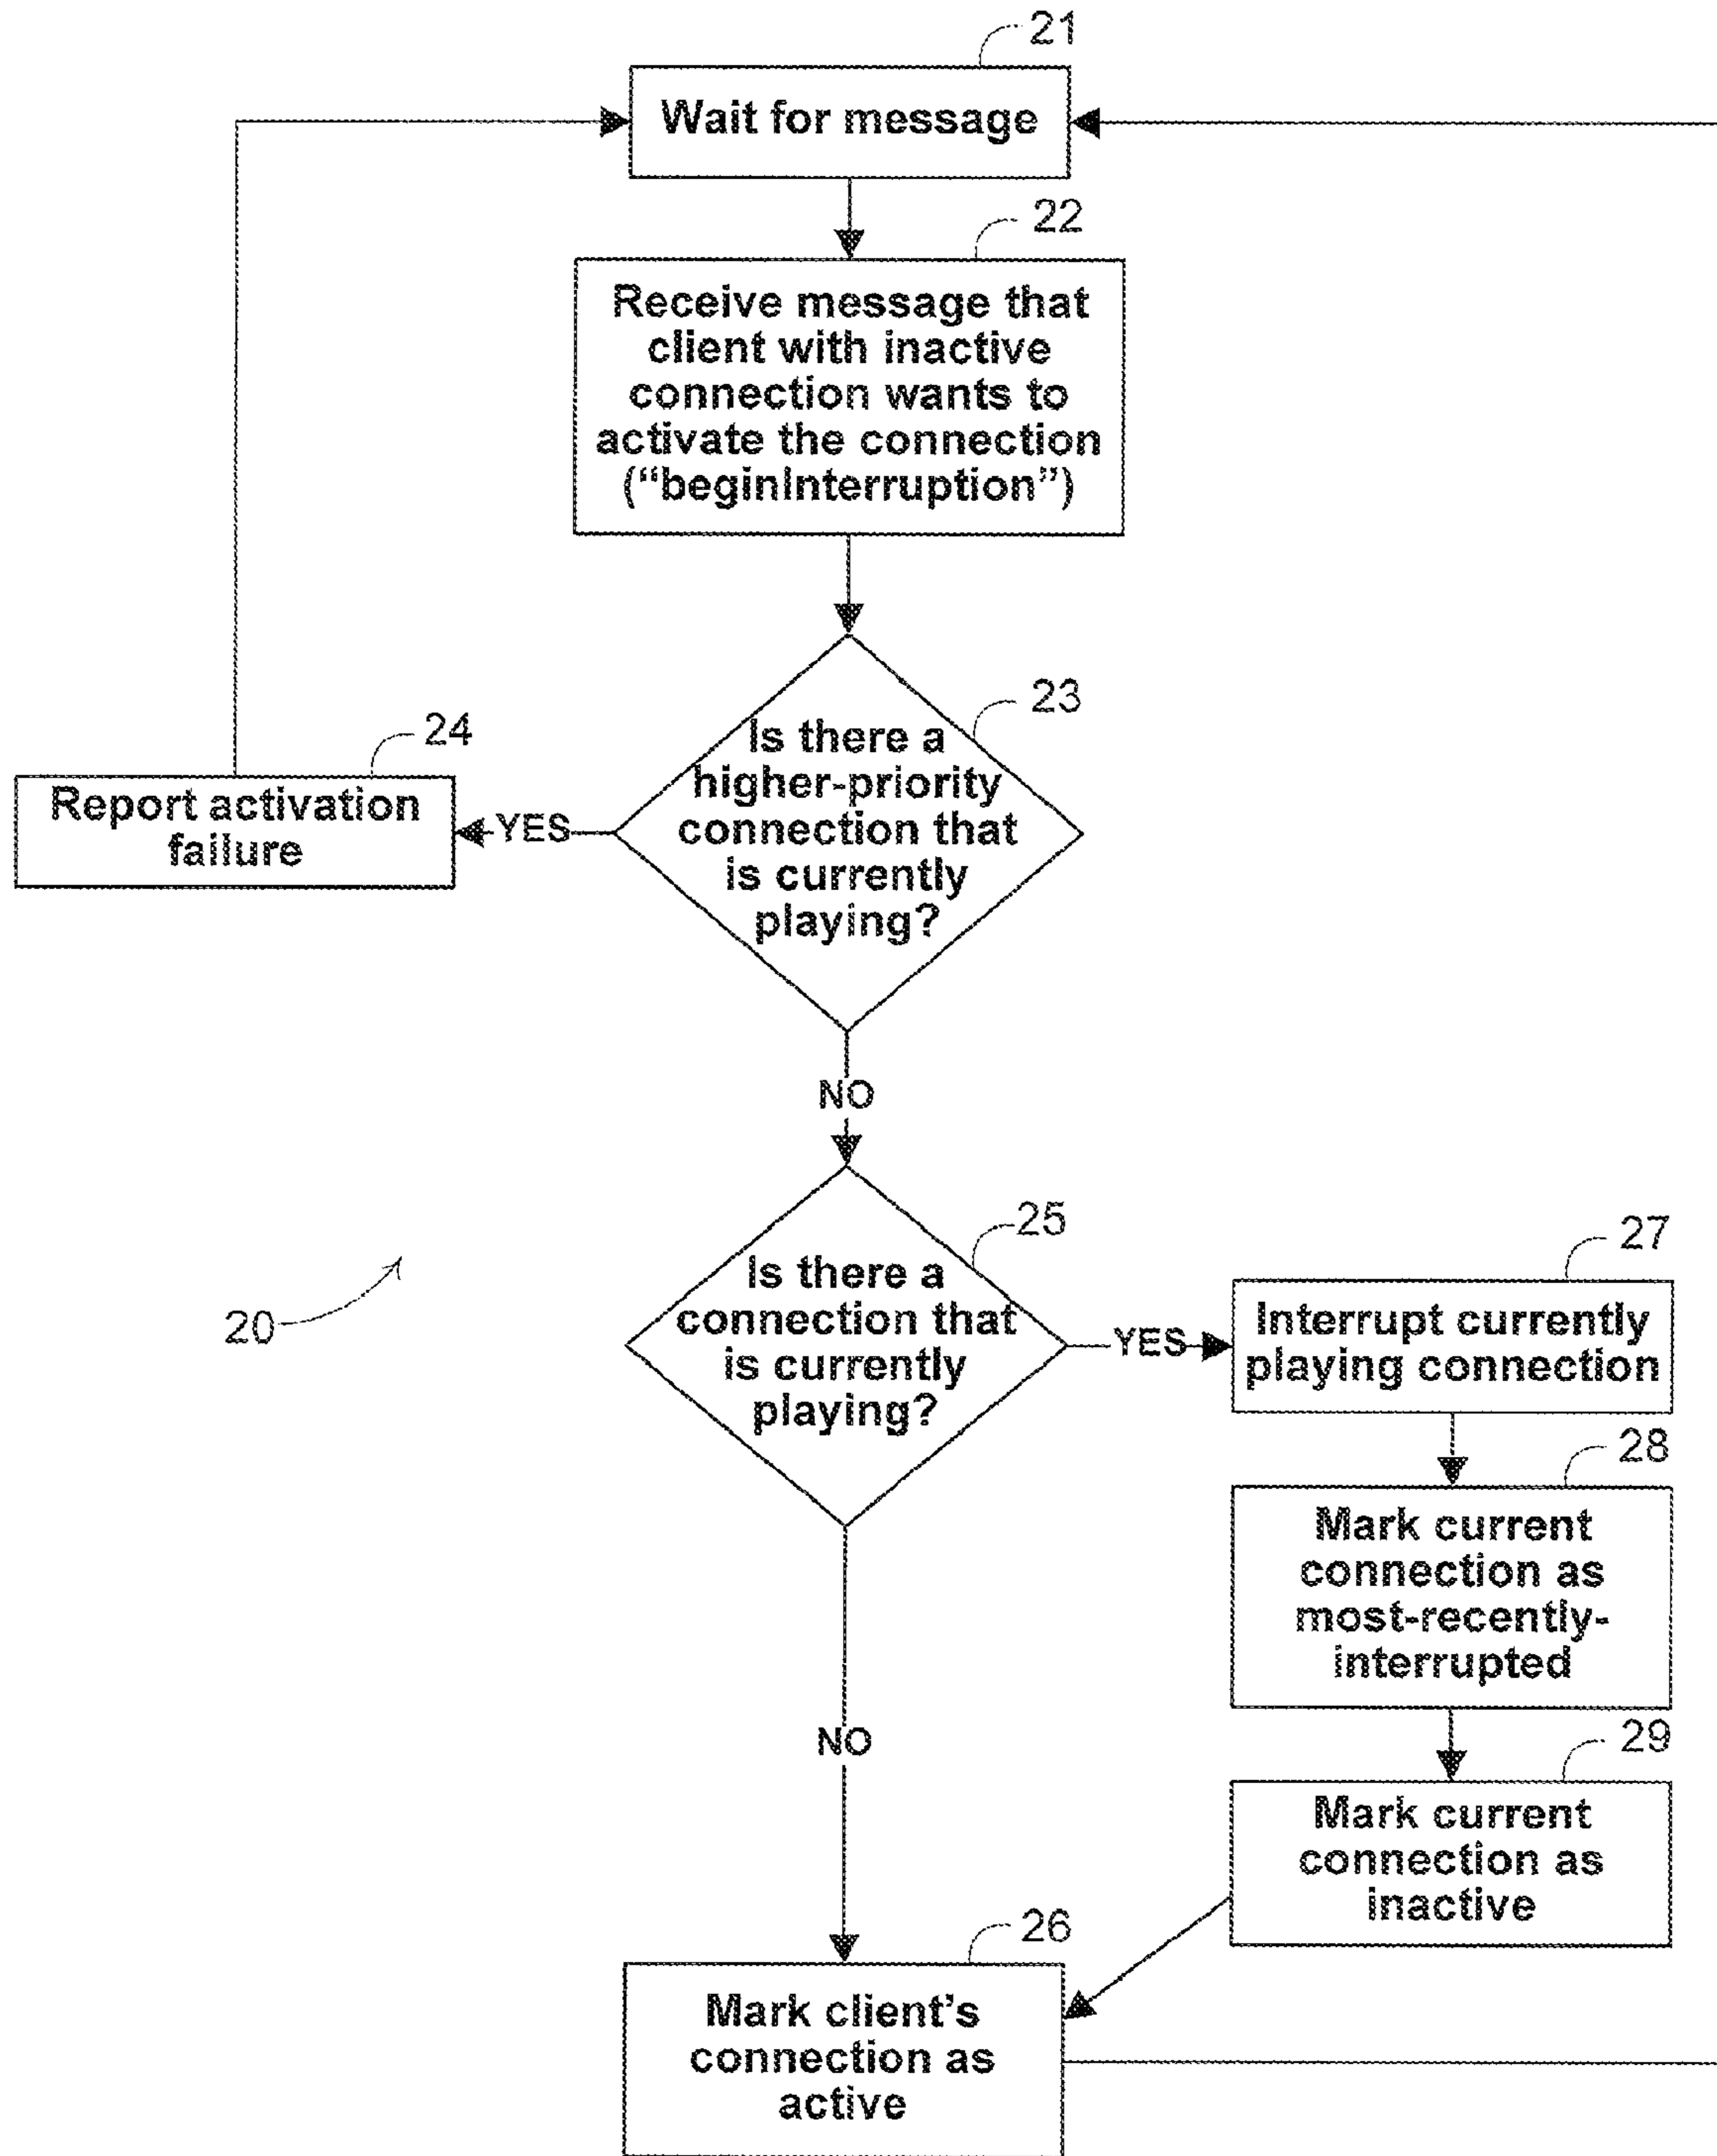 21
Wait for message
22
Receive message that
client with inactive
connection wants to
activate the connection
(“beginInterruption”)
23
Is there a
higher-priority
connection that
is currently
playing?
YES
24
Report activation
failure
NO
25
Is there a
connection that
is currently
playing?
YES
27
Interrupt currently
playing connection
20
28
Mark current
connection as
most-recently-
interrupted
NO
29
Mark current
connection as
inactive
26
Mark client’s
connection as
active